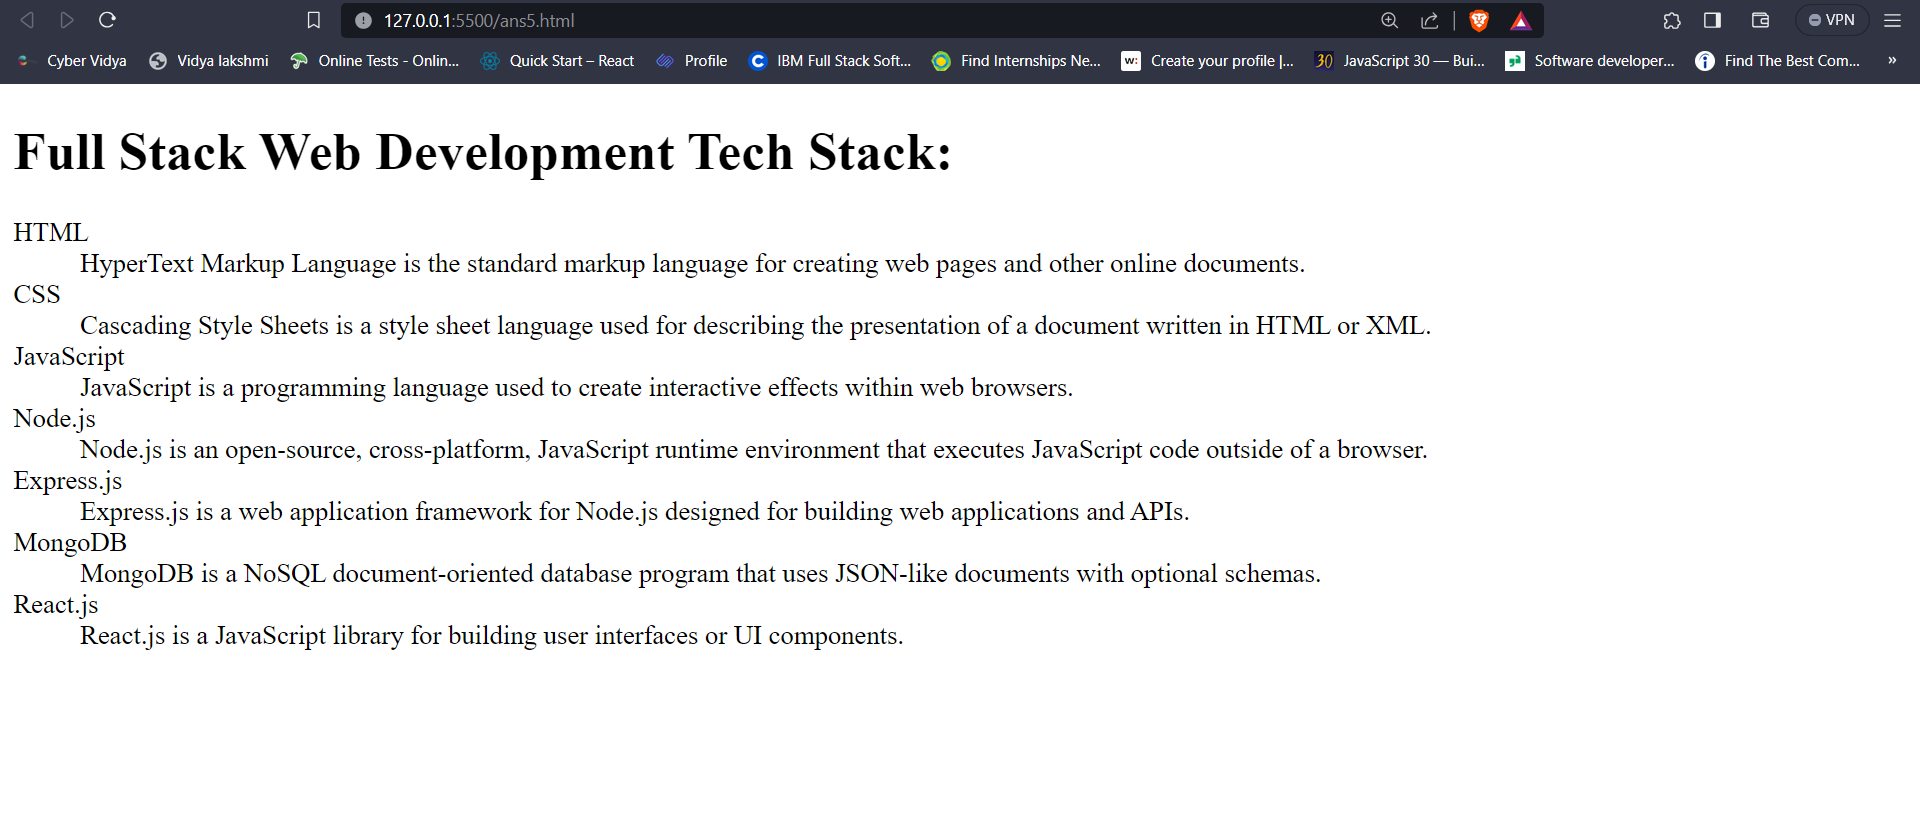 127.0.0.1:5500/ans5.html
VPN
Cyber Vidya Vidya lakshmi Online Tests - Onlin... Quick Start – React Profile IBM Full Stack Soft... Find Internships Ne... w: Create your profile |... 30 JavaScript 30 — Bui... Software developer... Find The Best Com... »
Full Stack Web Development Tech Stack:
HTML
HyperText Markup Language is the standard markup language for creating web pages and other online documents.
CSS
Cascading Style Sheets is a style sheet language used for describing the presentation of a document written in HTML or XML.
JavaScript
JavaScript is a programming language used to create interactive effects within web browsers.
Node.js
Node.js is an open-source, cross-platform, JavaScript runtime environment that executes JavaScript code outside of a browser.
Express.js
Express.js is a web application framework for Node.js designed for building web applications and APIs.
MongoDB
MongoDB is a NoSQL document-oriented database program that uses JSON-like documents with optional schemas.
React.js
React.js is a JavaScript library for building user interfaces or UI components.